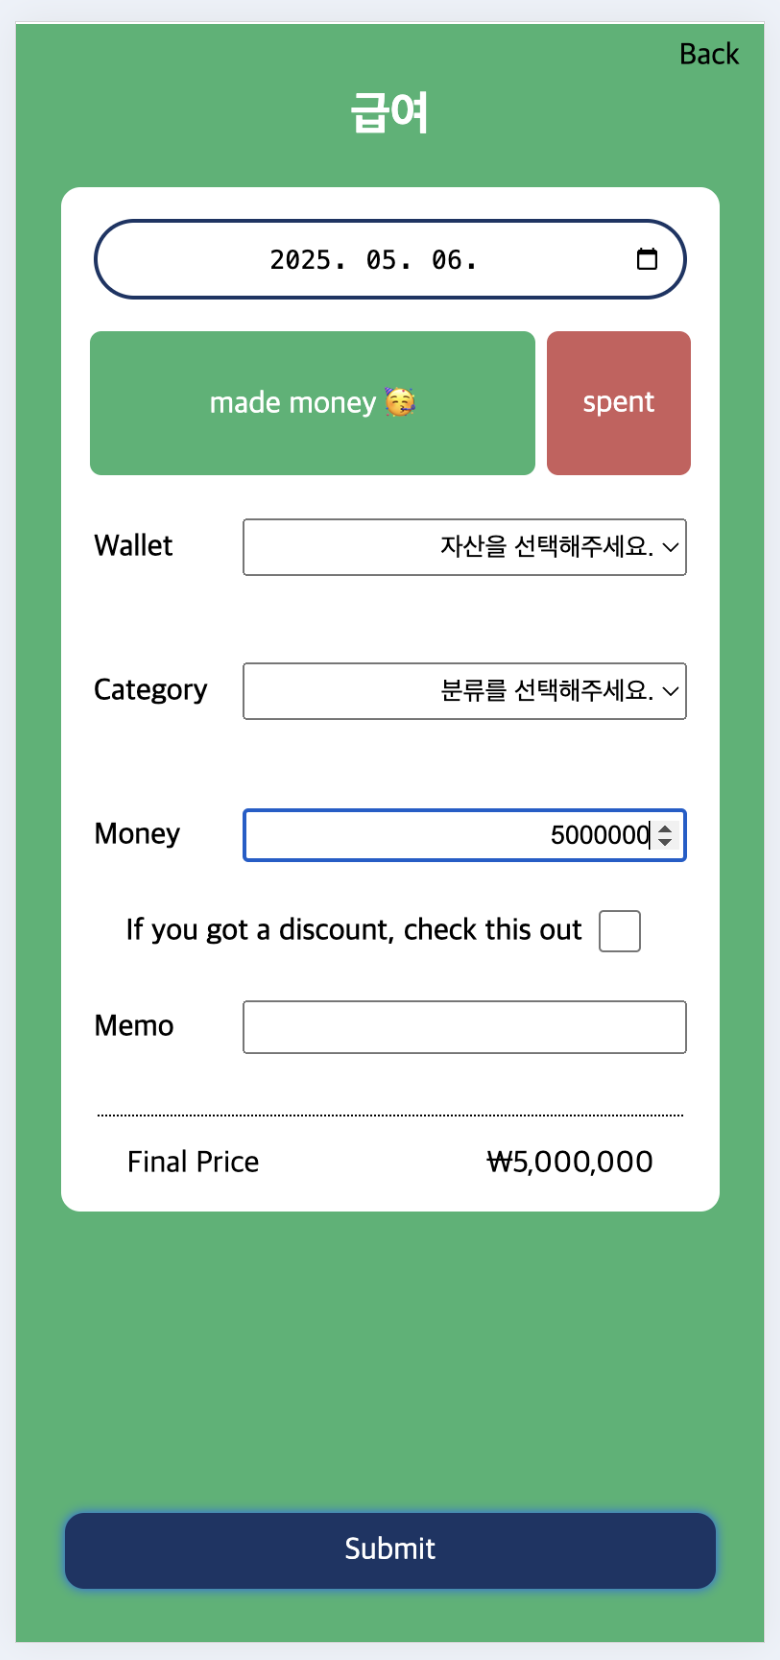 Back
급여
2025. 05. 06.
made money 🥳 spent
Wallet 자산을 선택해주세요.
Category 분류를 선택해주세요.
Money 5000000
If you got a discount, check this out
Memo
Final Price ₩5,000,000
Submit